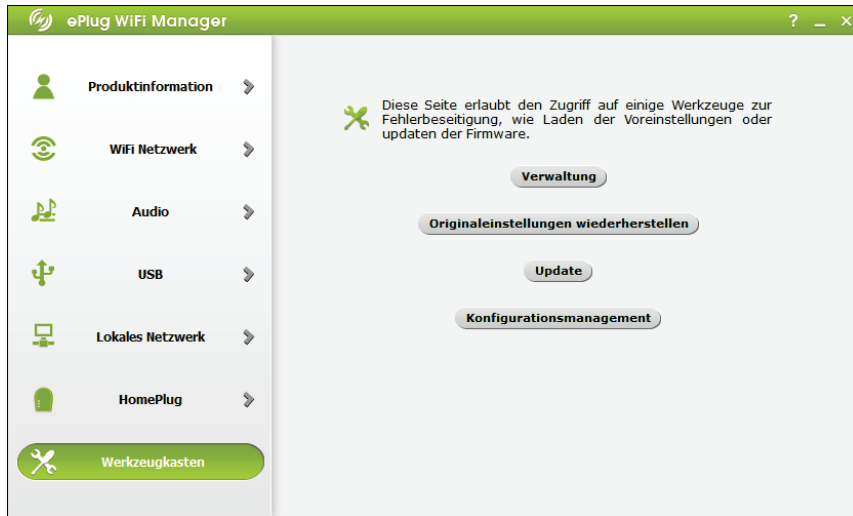 ePlug WiFi Manager
? _ ×
Produktinformation
WiFi Netzwerk
Audio
USB
Lokales Netzwerk
HomePlug
Werkzeugkasten
Diese Seite erlaubt den Zugriff auf einige Werkzeuge zur
Fehlerbeseitigung, wie Laden der Voreinstellungen oder
updaten der Firmware.
Verwaltung
Originaleinstellungen wiederherstellen
Update
Konfigurationsmanagement